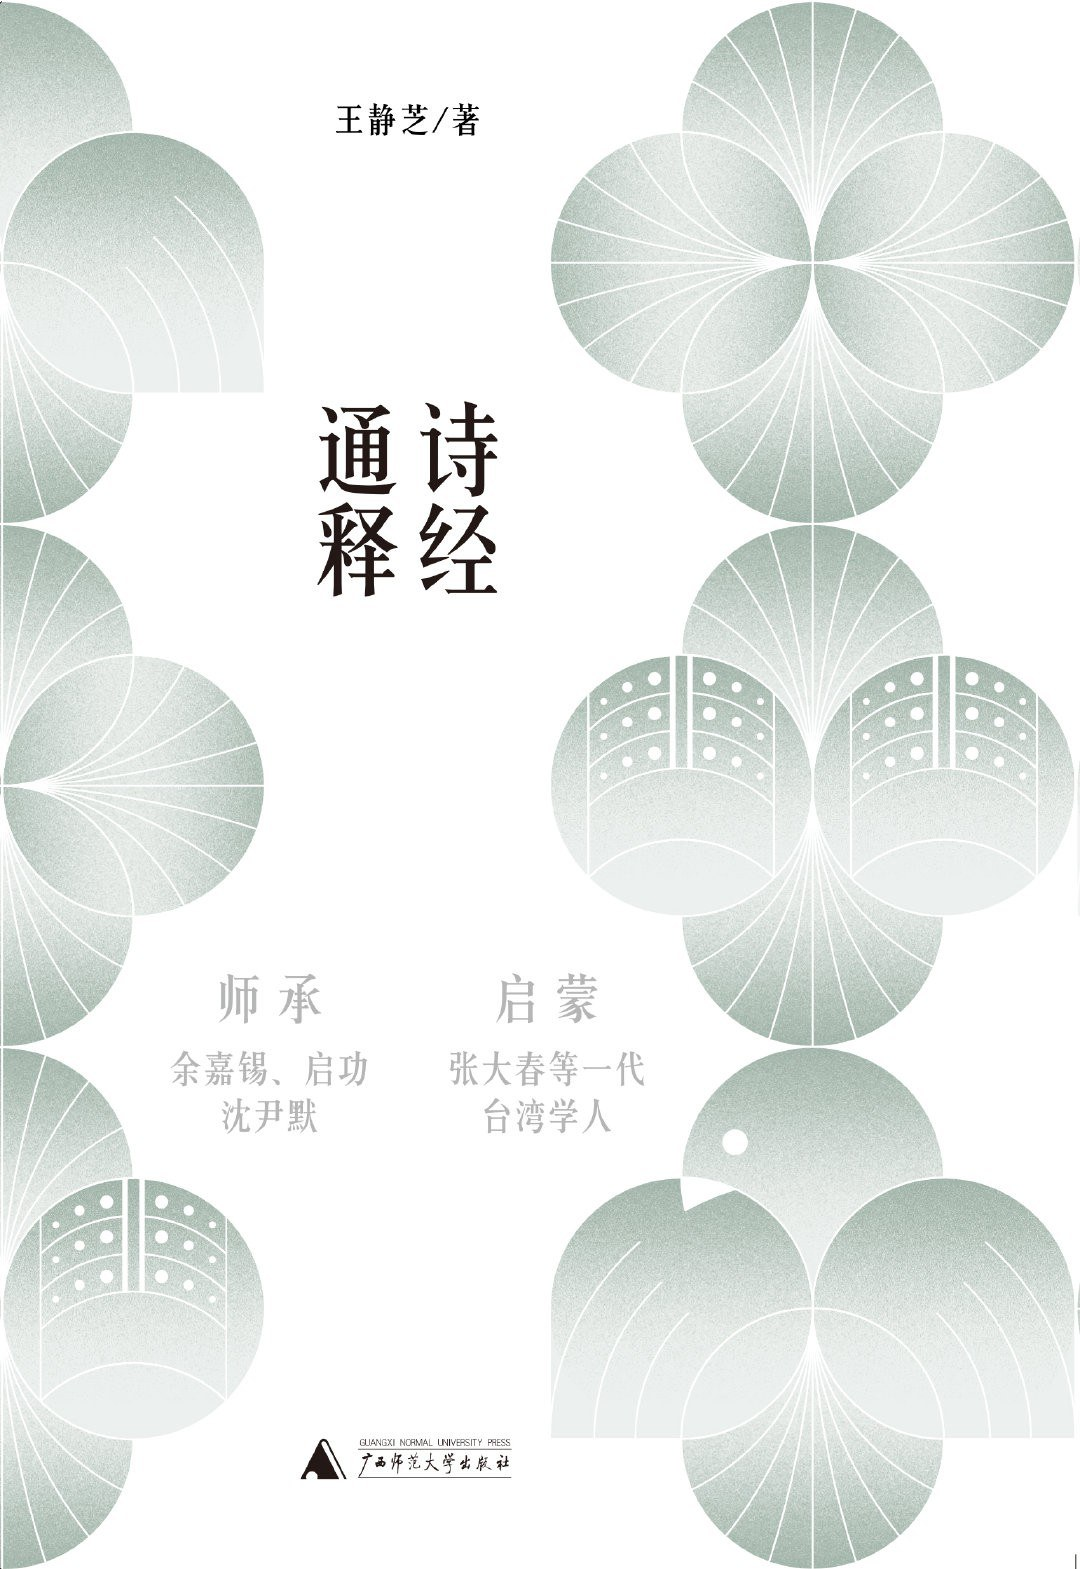 王静芝/著
诗经
通释
师承
余嘉锡、启功
沈尹默
启蒙
张大春等一代
台湾学人
GUANGXI NORMAL UNIVERSITY PRESS
广西师范大学出版社